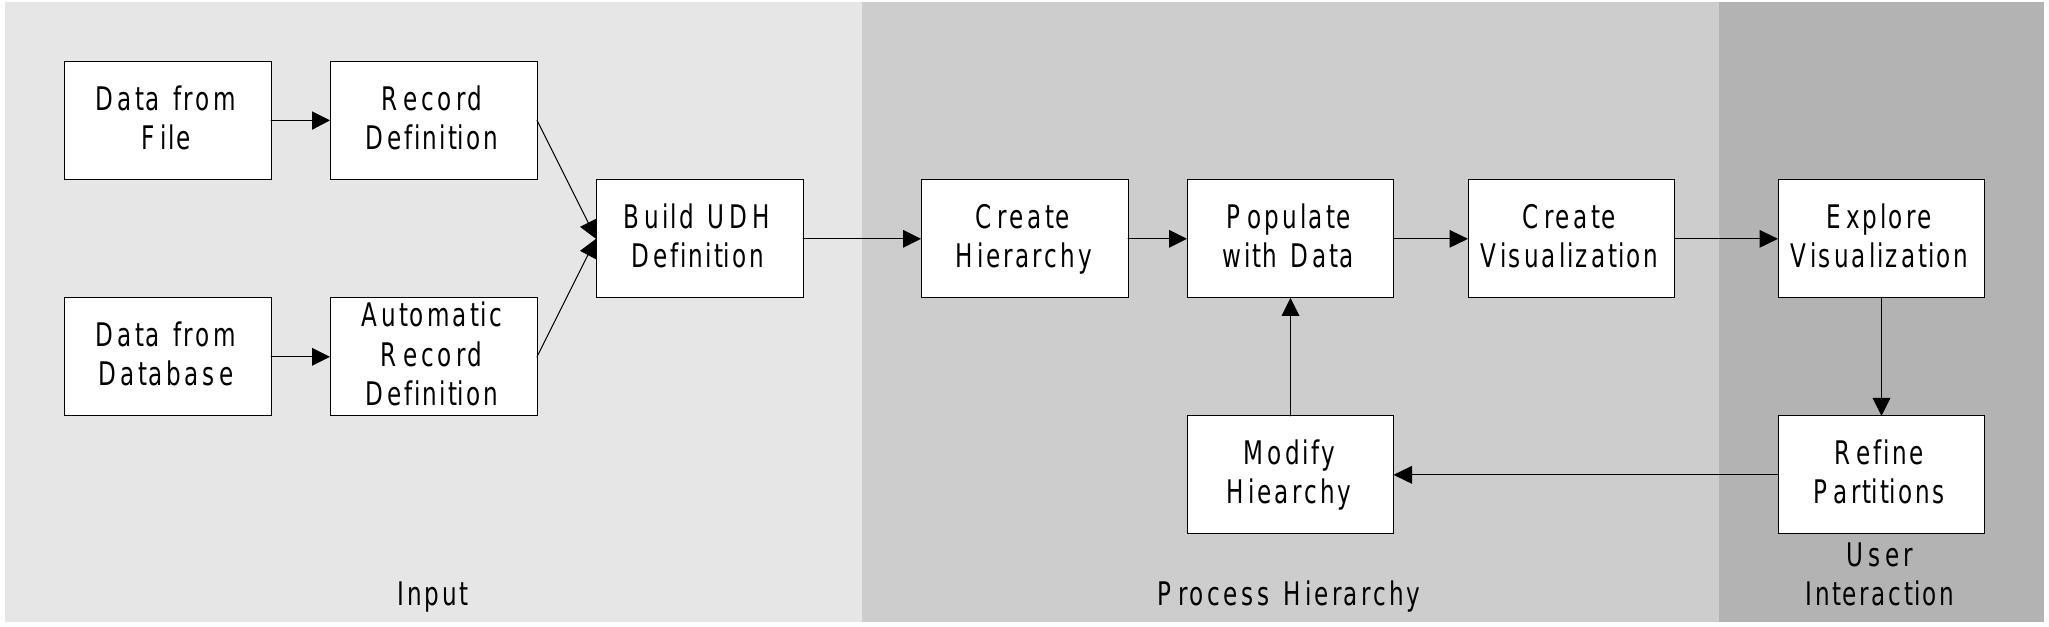 Data from
File
Record
Definition
Data from
Database
Automatic
Record
Definition
Build UDH
Definition
Input
Create
Hierarchy
Populate
with Data
Create
Visualization
Modify
Hiearchy
Process Hierarchy
Explore
Visualization
Refine
Partitions
User
Interaction